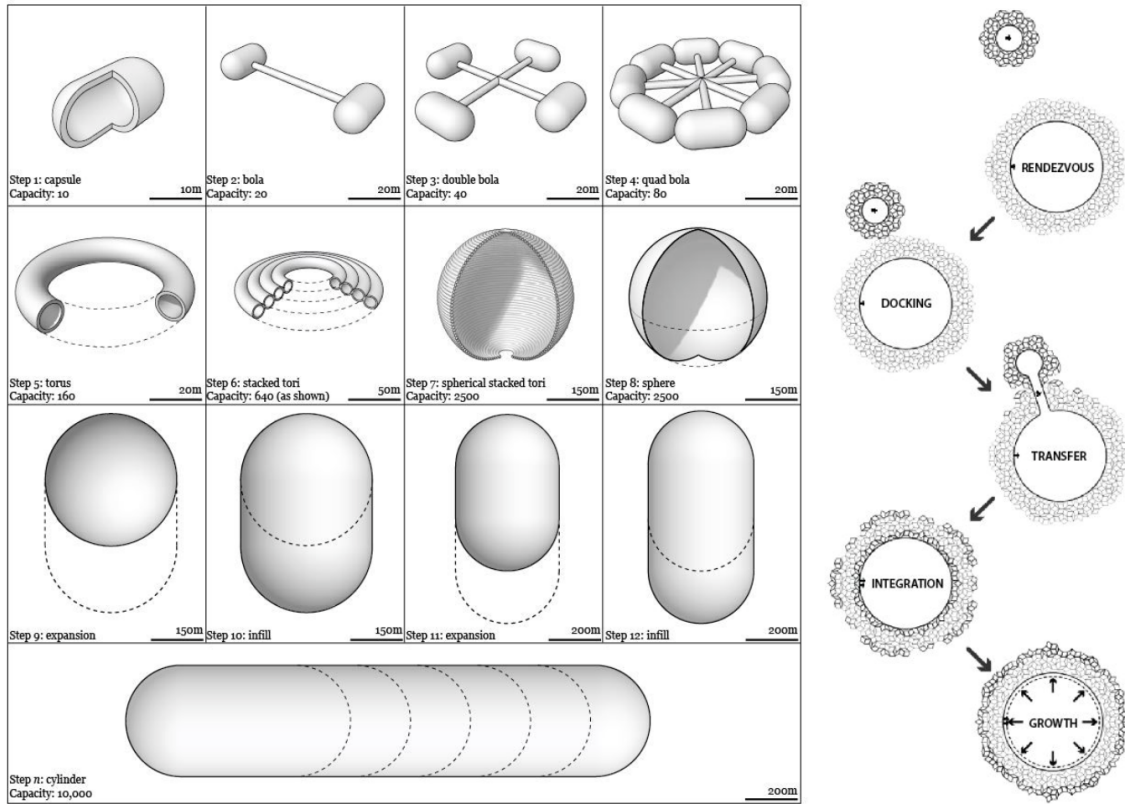 Step 1: capsule
Capacity: 10
10m
Step 2: bola
Capacity: 20
20m
Step 3: double bola
Capacity: 40
20m
Step 4: quad bola
Capacity: 80
20m
Step 5: torus
Capacity: 160
20m
Step 6: stacked tori
Capacity: 640 (as shown)
50m
Step 7: spherical stacked tori
Capacity: 2500
150m
Step 8: sphere
Capacity: 2500
150m
Step 9: expansion
150m
Step 10: infill
150m
Step 11: expansion
200m
Step 12: infill
200m
Step n: cylinder
Capacity: 10,000
200m
RENDEZVOUS
DOCKING
TRANSFER
INTEGRATION
GROWTH